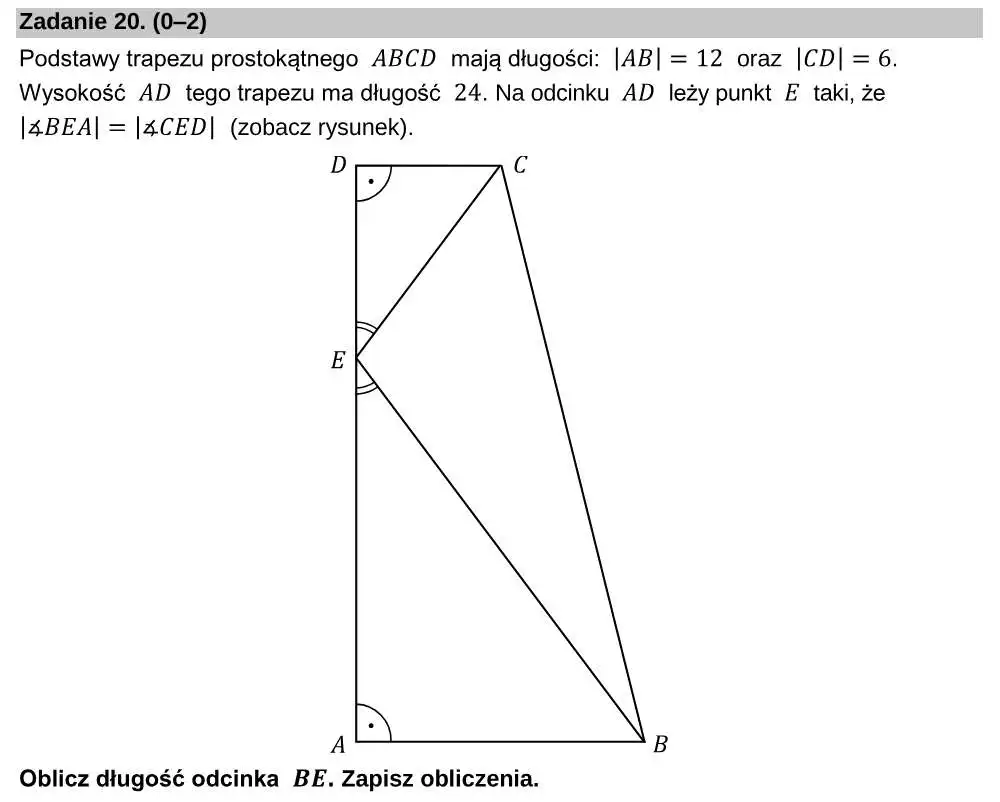 Zadanie 20. (0–2)
Podstawy trapezu prostokątnego ABCD mają długości: |AB| = 12 oraz |CD| = 6.
Wysokość AD tego trapezu ma długość 24. Na odcinku AD leży punkt E taki, że
|∡BEA| = |∡CED| (zobacz rysunek).
D C
E
A B
Oblicz długość odcinka BE. Zapisz obliczenia.